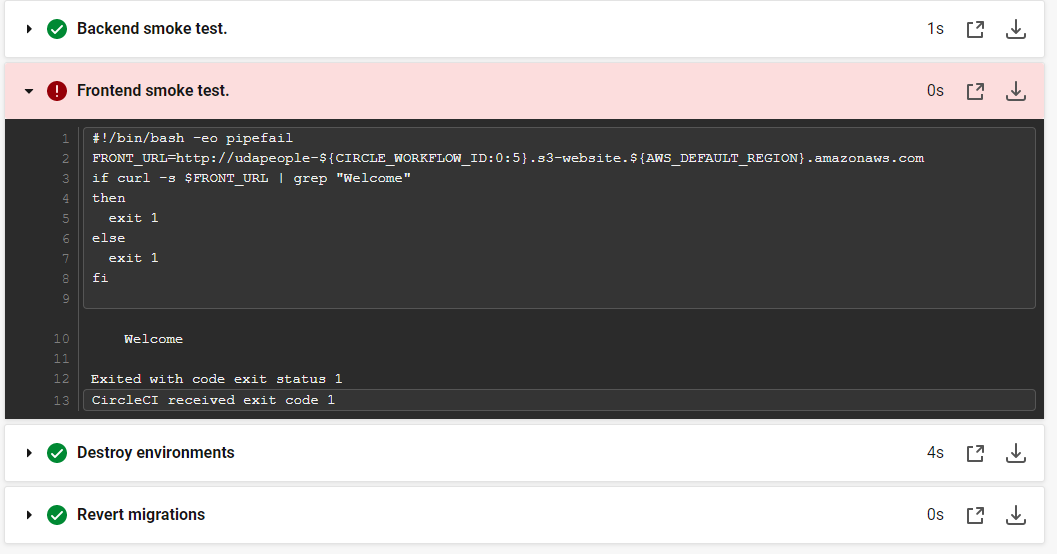 Backend smoke test.
1s
Frontend smoke test.
0s
1 #!/bin/bash -eo pipefail
2 FRONT_URL=http://udapeople-${CIRCLE_WORKFLOW_ID:0:5}.s3-website.${AWS_DEFAULT_REGION}.amazonaws.com
3 if curl -s $FRONT_URL | grep "Welcome"
4 then
5   exit 1
6 else
7   exit 1
8 fi
9
10     Welcome
11
12 Exited with code exit status 1
13 CircleCI received exit code 1
Destroy environments
4s
Revert migrations
0s